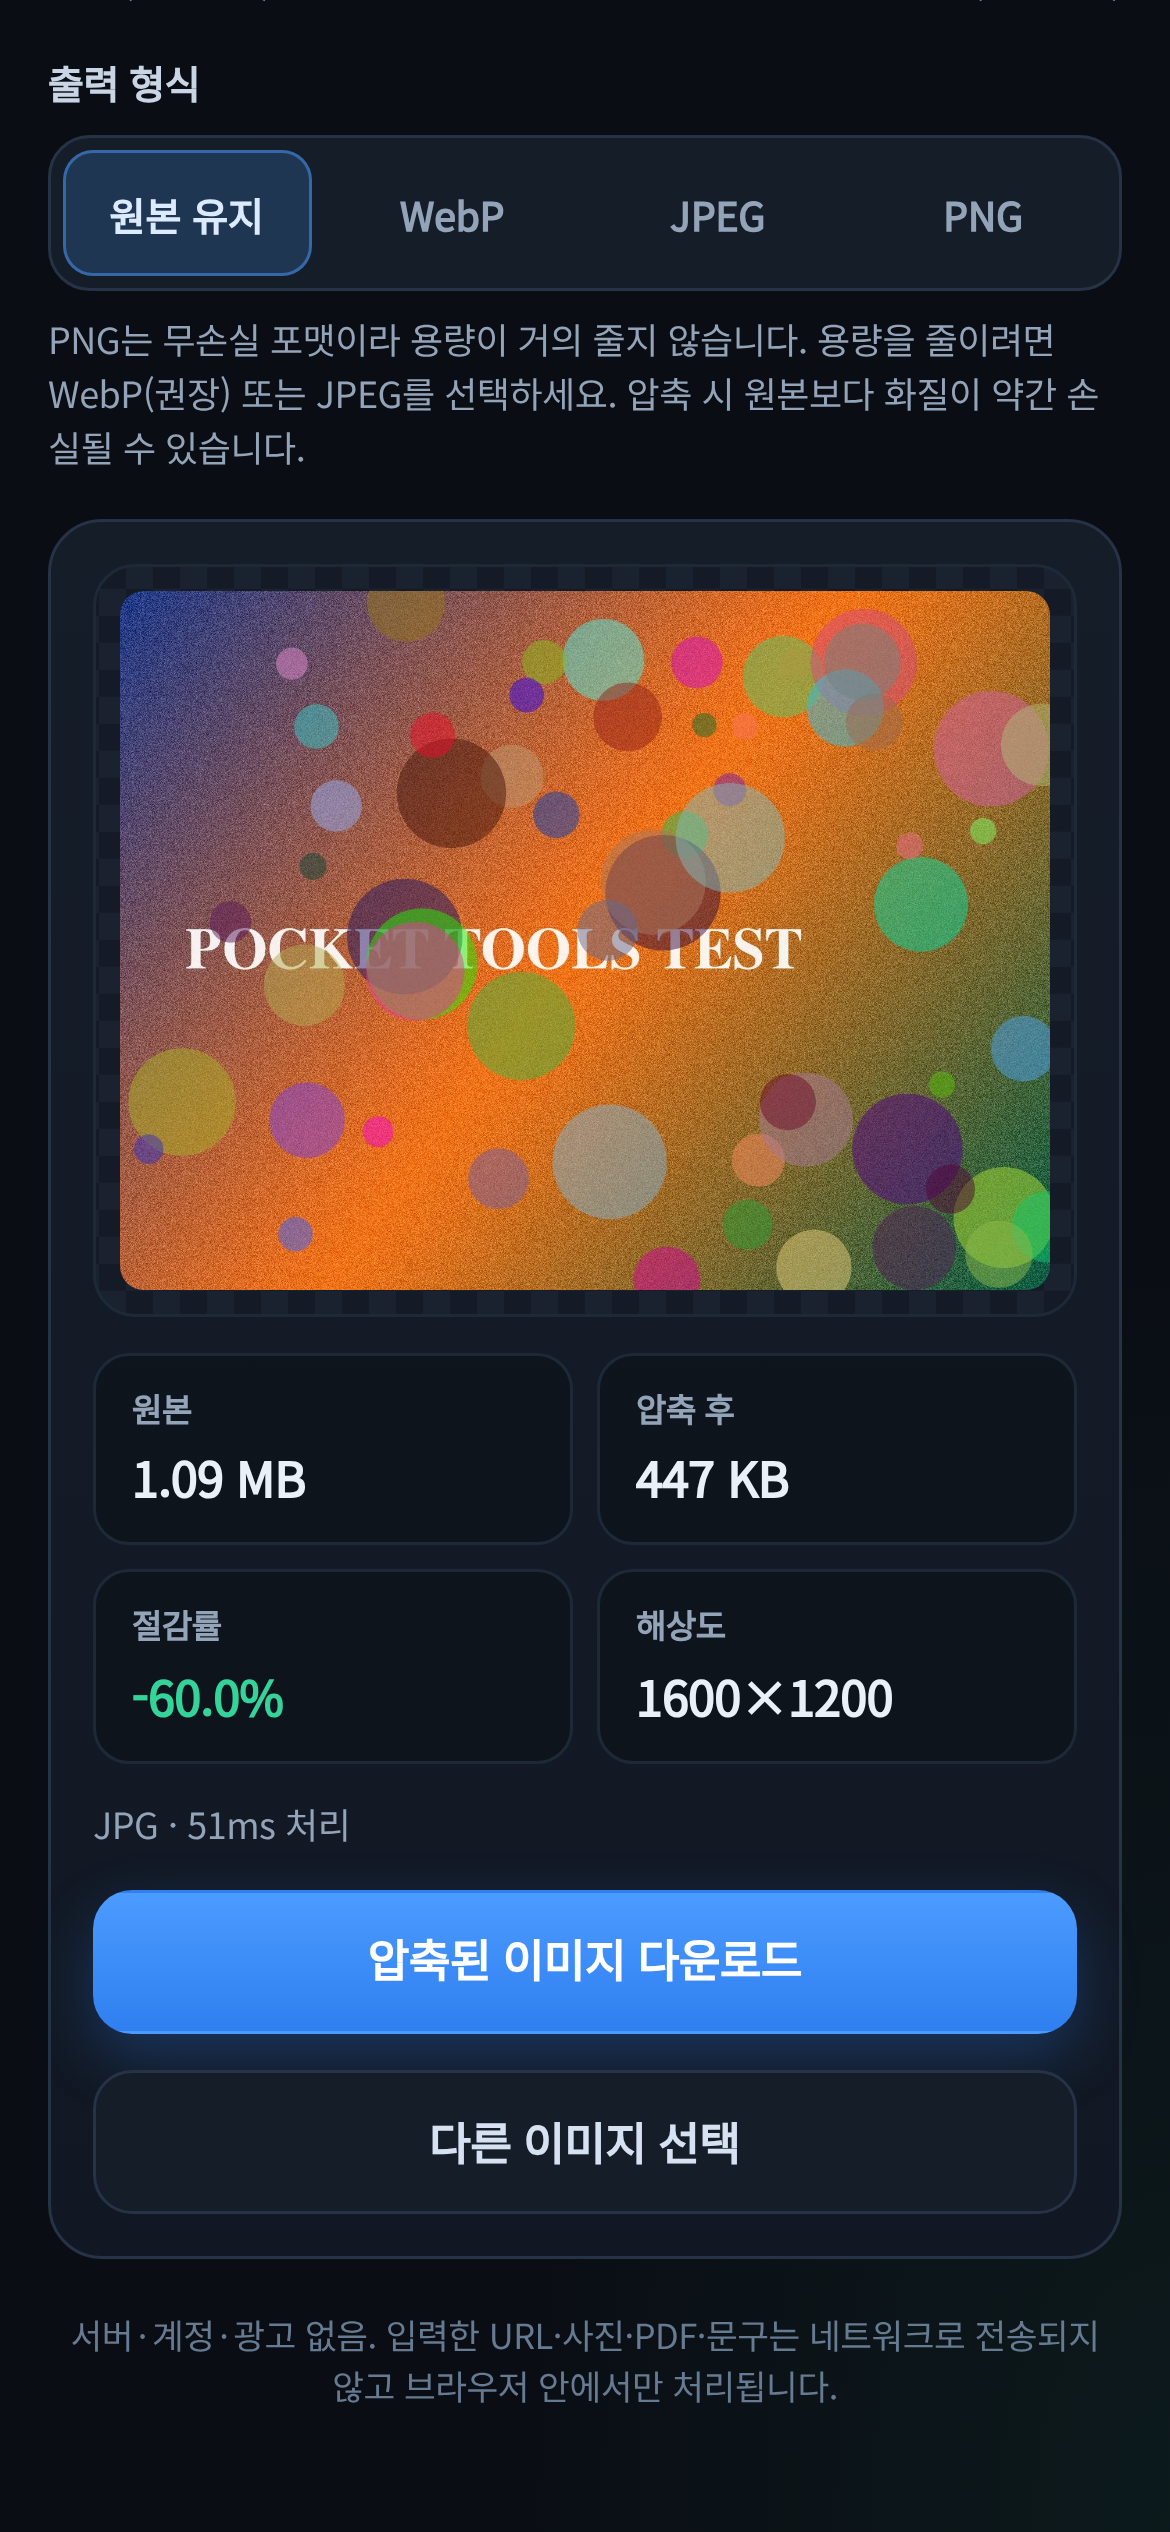 출력 형식
원본 유지
WebP
JPEG
PNG
PNG는 무손실 포맷이라 용량이 거의 줄지 않습니다. 용량을 줄이려면
WebP(권장) 또는 JPEG를 선택하세요. 압축 시 원본보다 화질이 약간 손
실될 수 있습니다.
POCKET TOOLS TEST
원본
1.09 MB
압축 후
447 KB
절감률
-60.0%
해상도
1600×1200
JPG · 51ms 처리
압축된 이미지 다운로드
다른 이미지 선택
서버·계정·광고 없음. 입력한 URL·사진·PDF·문구는 네트워크로 전송되지
않고 브라우저 안에서만 처리됩니다.